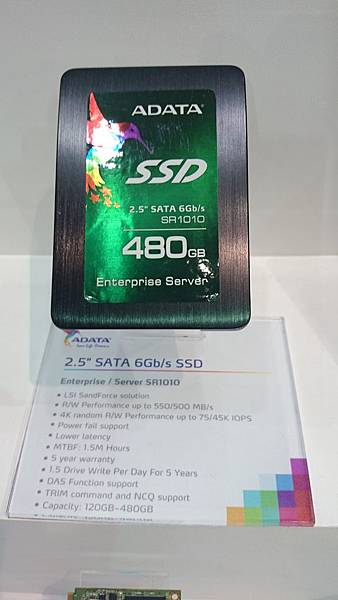 ADATA
SSD
2.5" SATA 6Gb/s
SR1010
480GB
Enterprise Server
ADATA
2.5" SATA 6Gb/s SSD
Enterprise / Server SR1010
• LSI SandForce solution
• R/W Performance up to 550/500 MB/s
• 4K random R/W Performance up to 75/45K IOPS
• Power fail support
• Lower latency
• MTBF: 1.5M Hours
• 5 year warranty
• 1.5 Drive Write Per Day For 5 Years
• DAS Function support
• TRIM command and NCQ support
• Capacity: 120GB~480GB